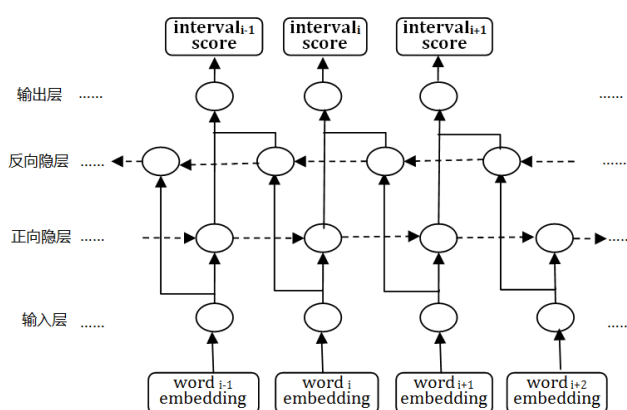 interval i-1 interval i interval i+1
score score score
输出层 ...... ......
反向隐层 ...... ......
正向隐层 ...... ......
输入层 ...... ......
word i-1 word i word i+1 word i+2
embedding embedding embedding embedding